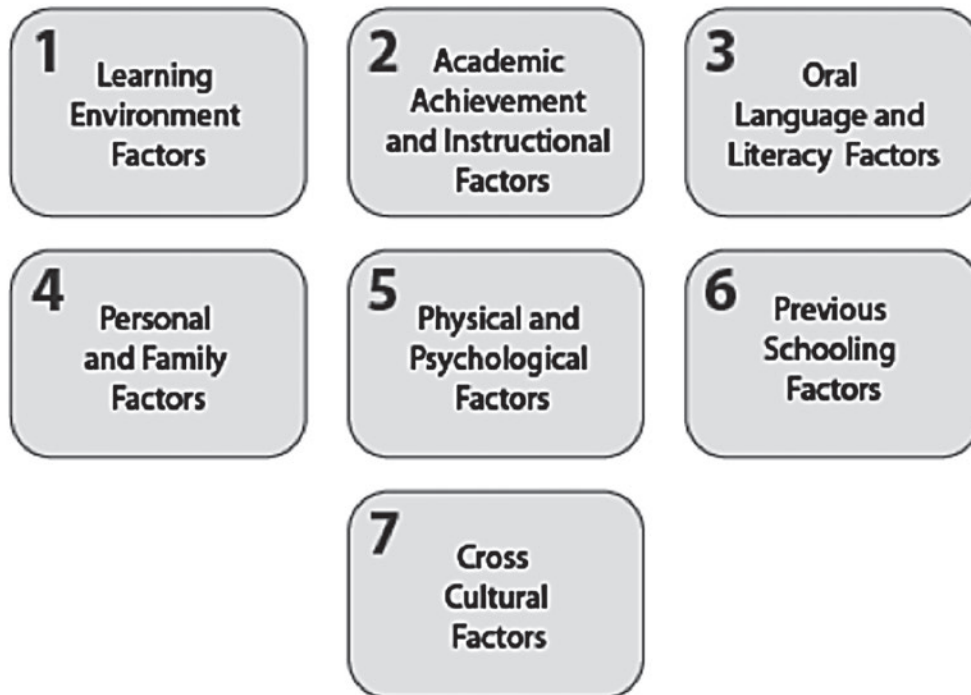 1
Learning
Environment
Factors
2
Academic
Achievement
and Instructional
Factors
3
Oral
Language and
Literacy Factors
4
Personal
and Family
Factors
5
Physical and
Psychological
Factors
6
Previous
Schooling
Factors
7
Cross
Cultural
Factors